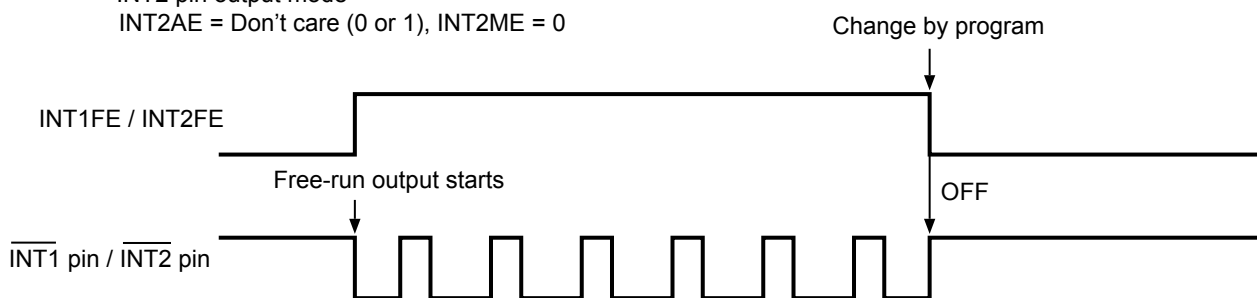 INT2 pin output mode
INT2AE = Don't care (0 or 1), INT2ME = 0
Change by program
INT1FE / INT2FE
Free-run output starts
OFF
INT1 pin / INT2 pin